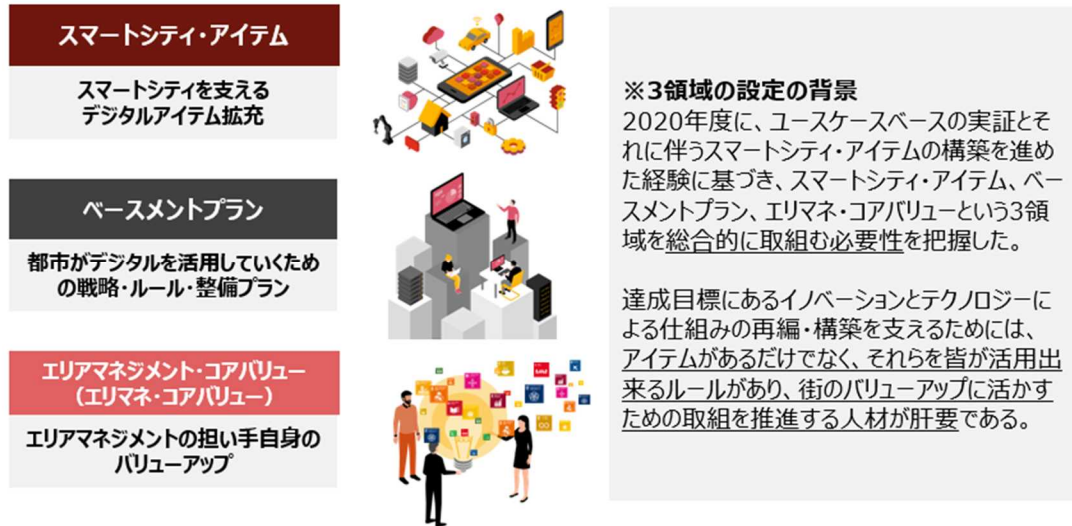 スマートシティ・アイテム
スマートシティを支える
デジタルアイテム拡充
ベースメントプラン
都市がデジタルを活用していくため
の戦略・ルール・整備プラン
エリアマネジメント・コアバリュー
（エリマネ・コアバリュー）
エリアマネジメントの担い手自身の
バリューアップ
※3領域の設定の背景
2020年度に、ユースケースベースの実証とそ
れに伴うスマートシティ・アイテムの構築を進め
た経験に基づき、スマートシティ・アイテム、ベー
スメントプラン、エリマネ・コアバリューという3領
域を総合的に取組む必要性を把握した。
達成目標にあるイノベーションとテクノロジーに
よる仕組みの再編・構築を支えるためには、
アイテムがあるだけでなく、それらを皆が活用出
来るルールがあり、街のバリューアップに活かす
ための取組を推進する人材が肝要である。